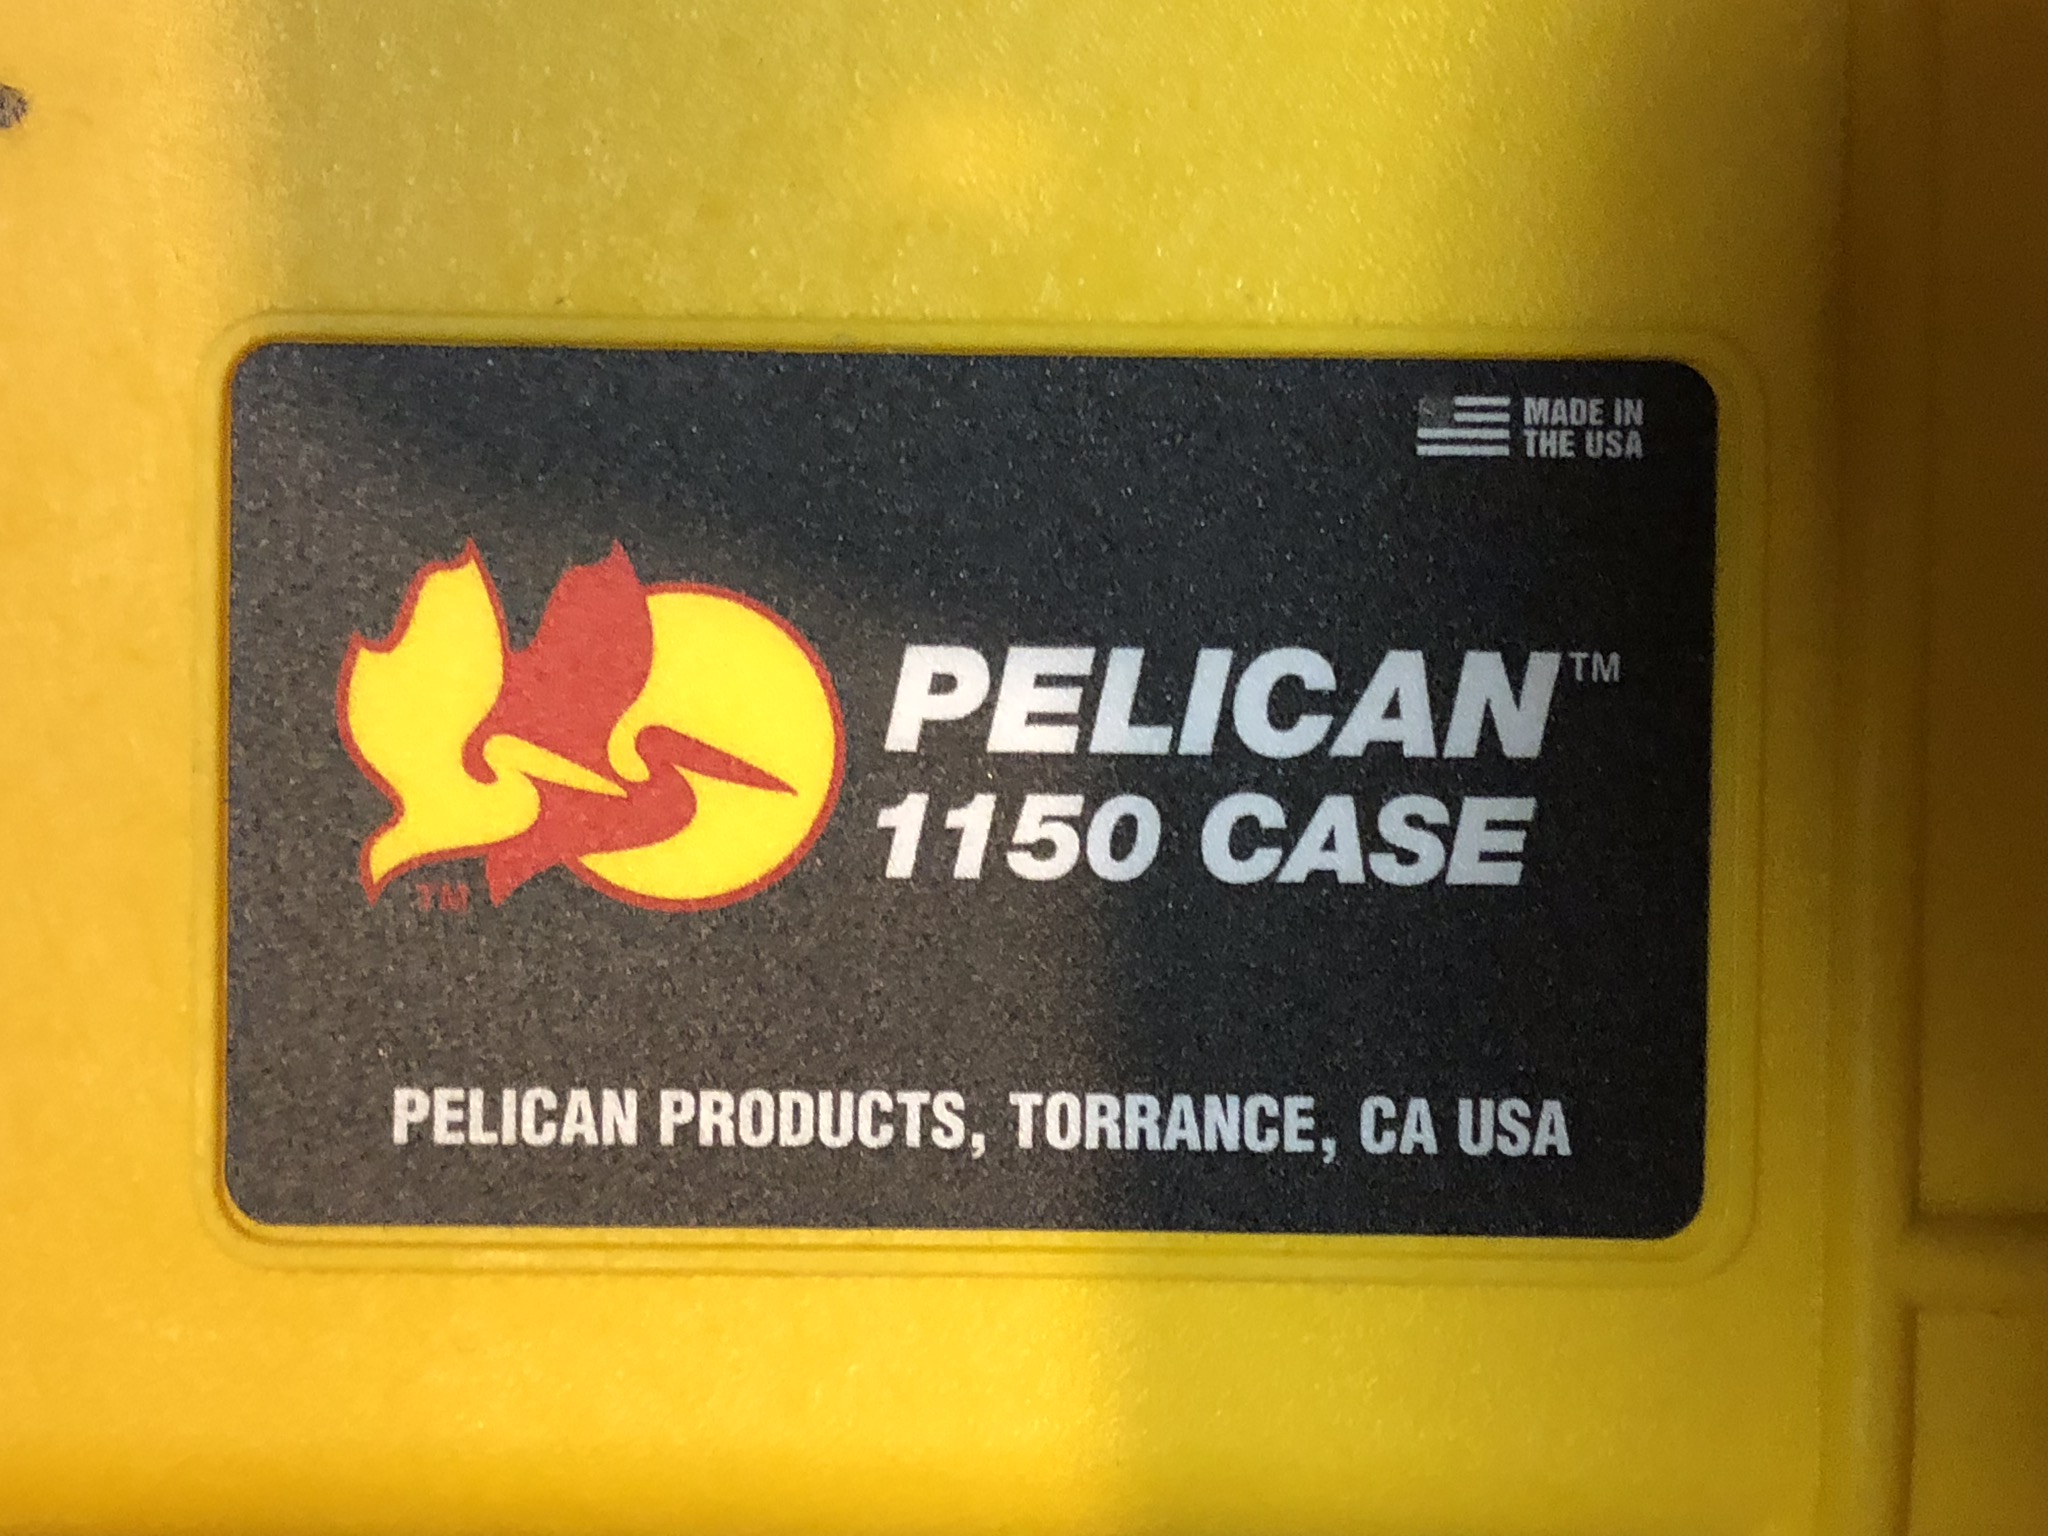 MADE IN
THE USA
PELICAN™
1150 CASE
TM
PELICAN PRODUCTS, TORRANCE, CA USA